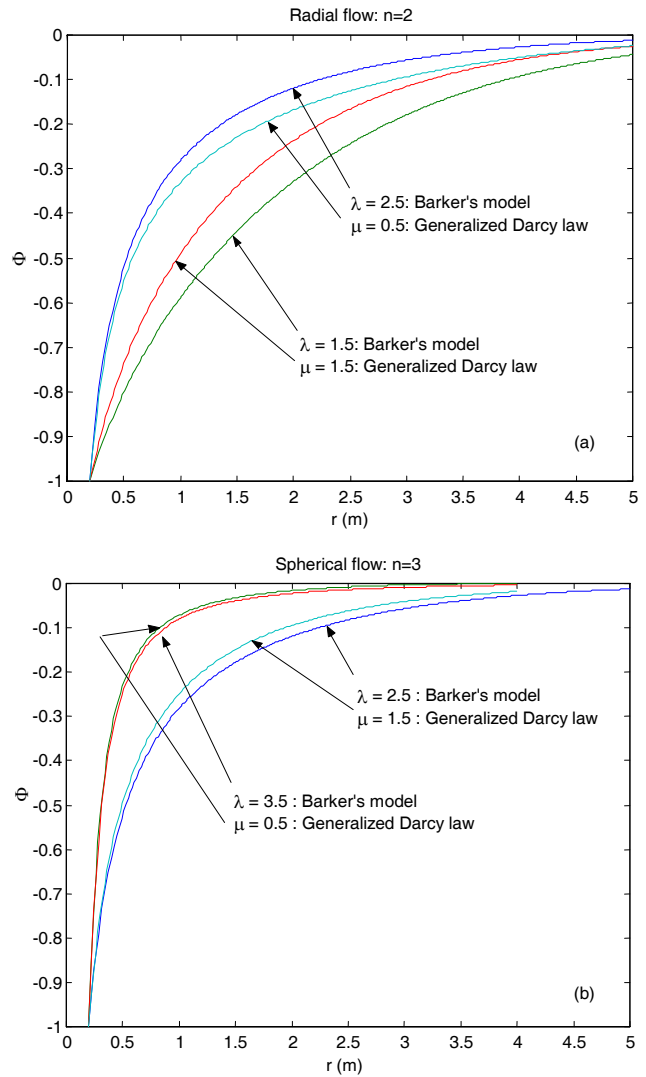 Radial flow: n=2
0
-0.1
-0.2
-0.3
-0.4
-0.5
-0.6
-0.7
-0.8
-0.9
-1
Φ
λ = 2.5: Barker's model
μ = 0.5: Generalized Darcy law
λ = 1.5: Barker's model
μ = 1.5: Generalized Darcy law
(a)
0 0.5 1 1.5 2 2.5 3 3.5 4 4.5 5
r (m)
Spherical flow: n=3
0
-0.1
-0.2
-0.3
-0.4
-0.5
-0.6
-0.7
-0.8
-0.9
-1
Φ
λ = 2.5 : Barker's model
μ = 1.5 : Generalized Darcy law
λ = 3.5 : Barker's model
μ = 0.5 : Generalized Darcy law
(b)
0 0.5 1 1.5 2 2.5 3 3.5 4 4.5 5
r (m)